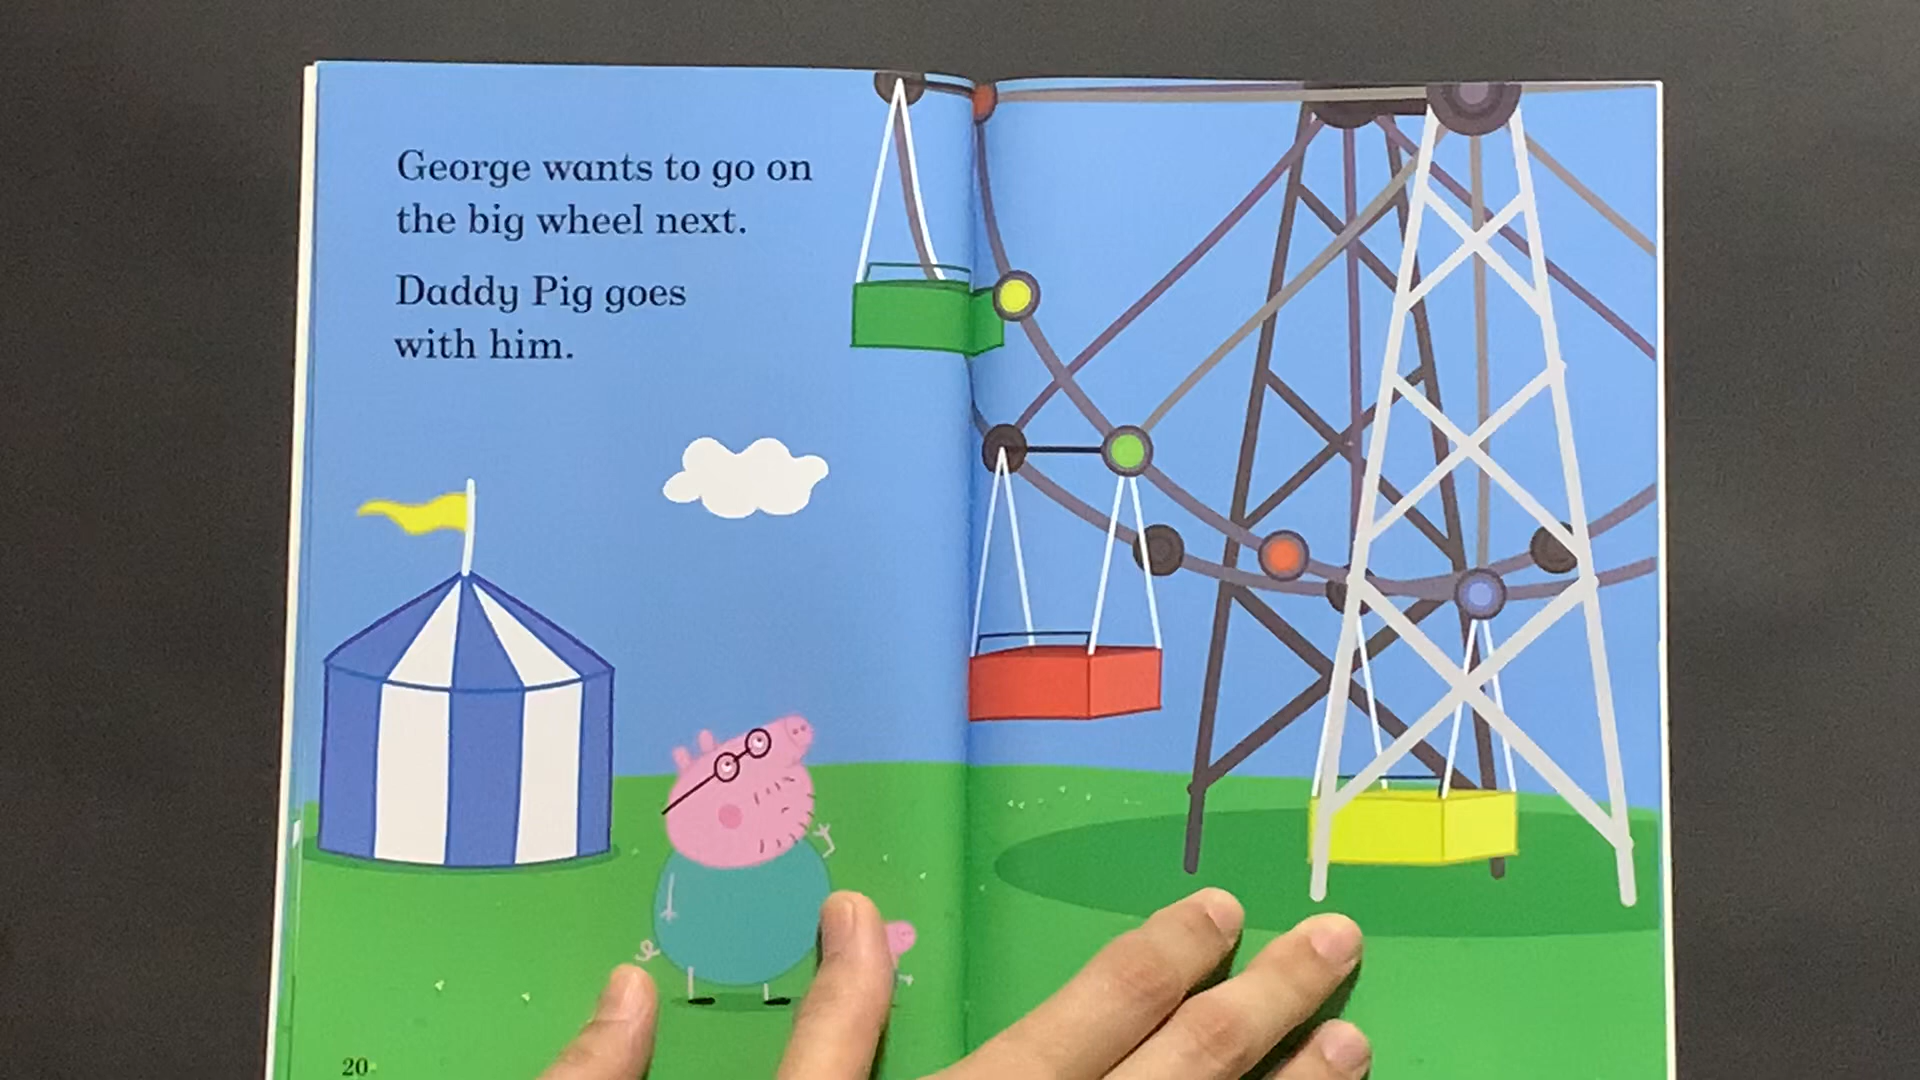 George wants to go on
the big wheel next.
Daddy Pig goes
with him.
20